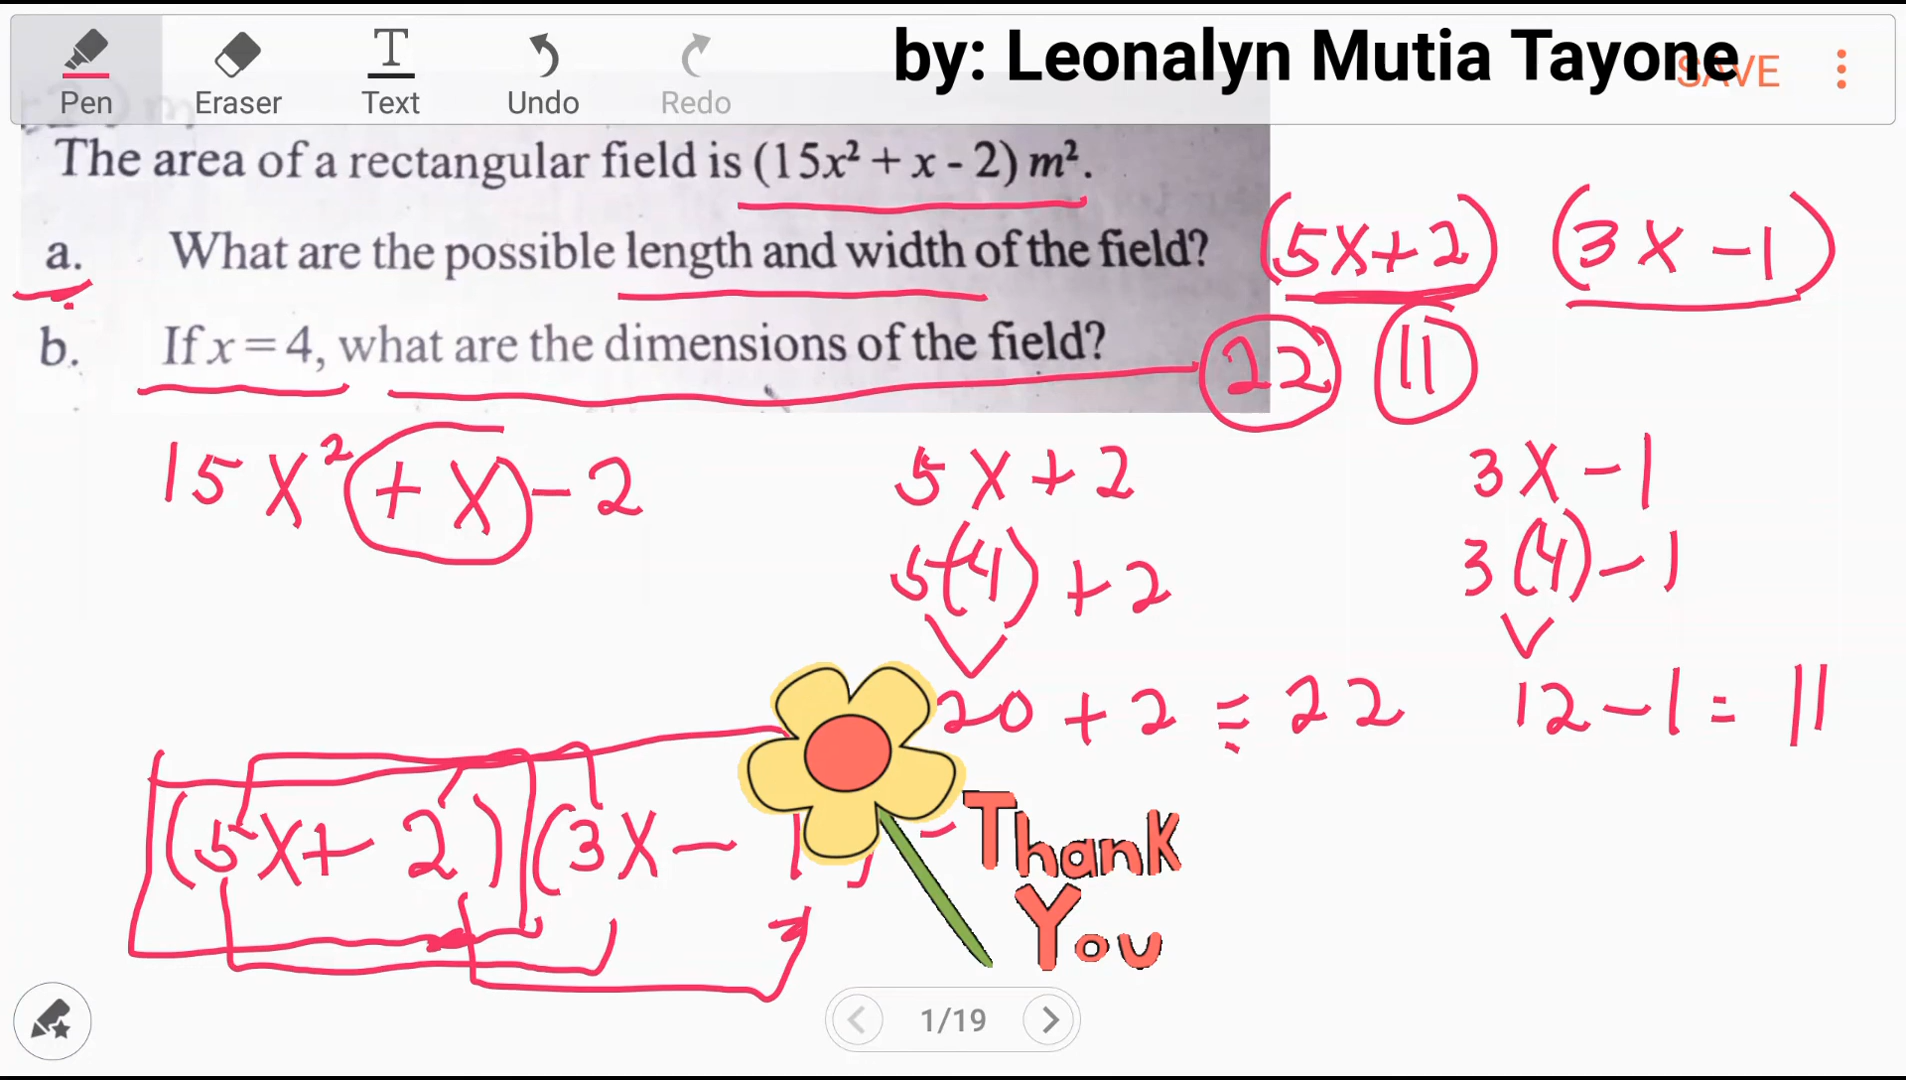 by: Leonalyn Mutia Tayone
Pen
Eraser
Text
Undo
Redo
SAVE
The area of a rectangular field is (15x² + x - 2) m².
a. What are the possible length and width of the field?
(5x+2) (3x-1)
b. If x = 4, what are the dimensions of the field?
22 11
15x² + x - 2
5x+2
3x-1
5(4) +2
3(4)-1
20 + 2 = 22
12-1 = 11
(5x+2)(3x-1)
Thank
You
1/19